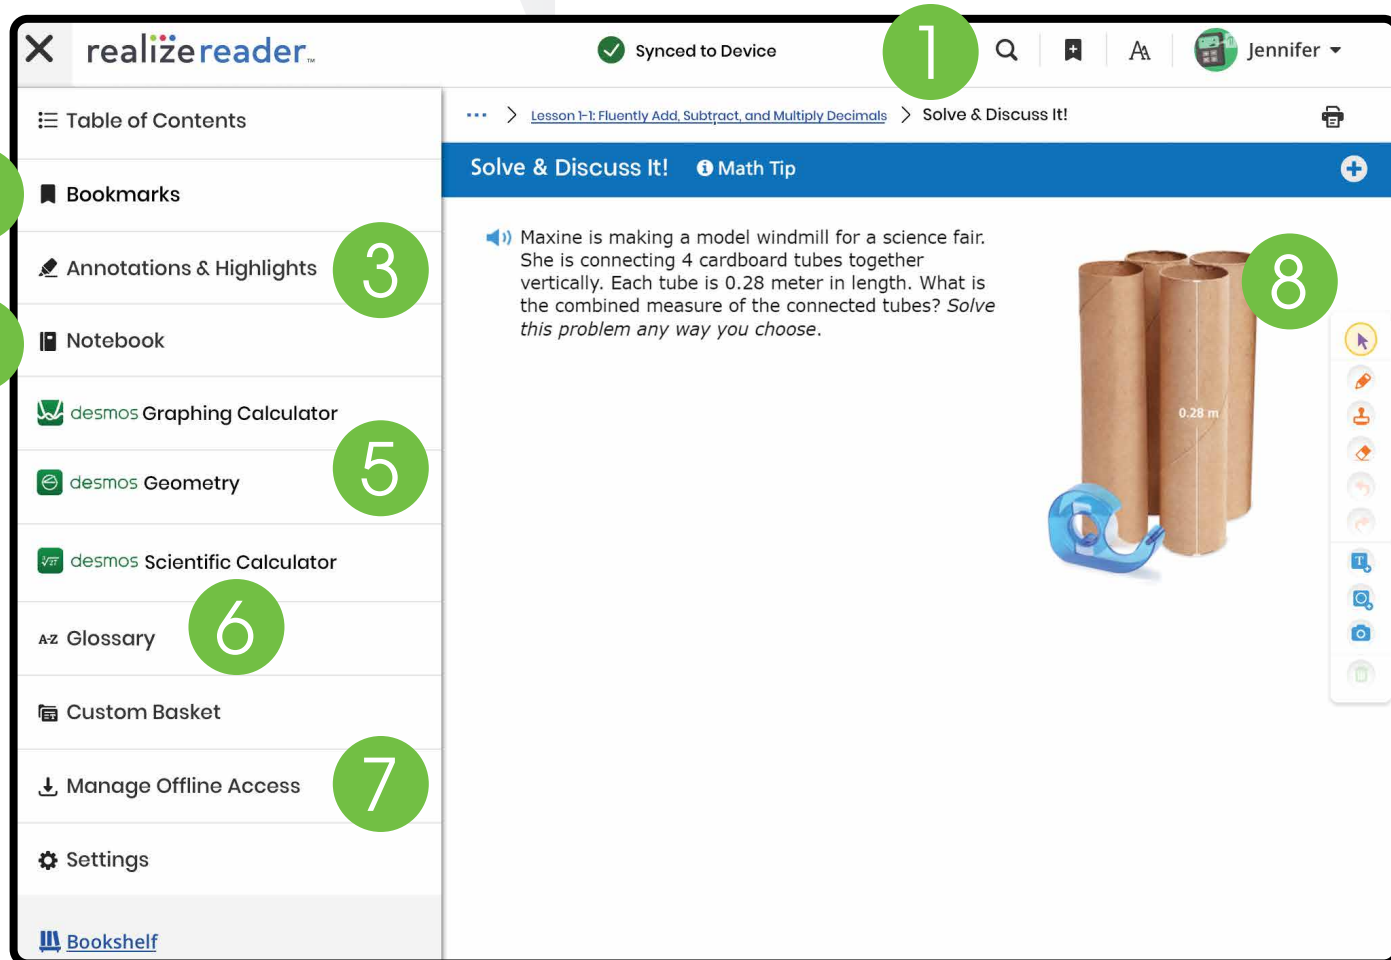 realizereader™
Synced to Device
1
Jennifer
Table of Contents
Bookmarks
Annotations & Highlights
3
Notebook
desmos Graphing Calculator
desmos Geometry
5
desmos Scientific Calculator
A-Z Glossary
6
Custom Basket
Manage Offline Access
7
Settings
Bookshelf
... > Lesson 1-1: Fluently Add, Subtract, and Multiply Decimals > Solve & Discuss It!
Solve & Discuss It! Math Tip
Maxine is making a model windmill for a science fair.
She is connecting 4 cardboard tubes together
vertically. Each tube is 0.28 meter in length. What is
the combined measure of the connected tubes? Solve
this problem any way you choose.
8
0.28 m